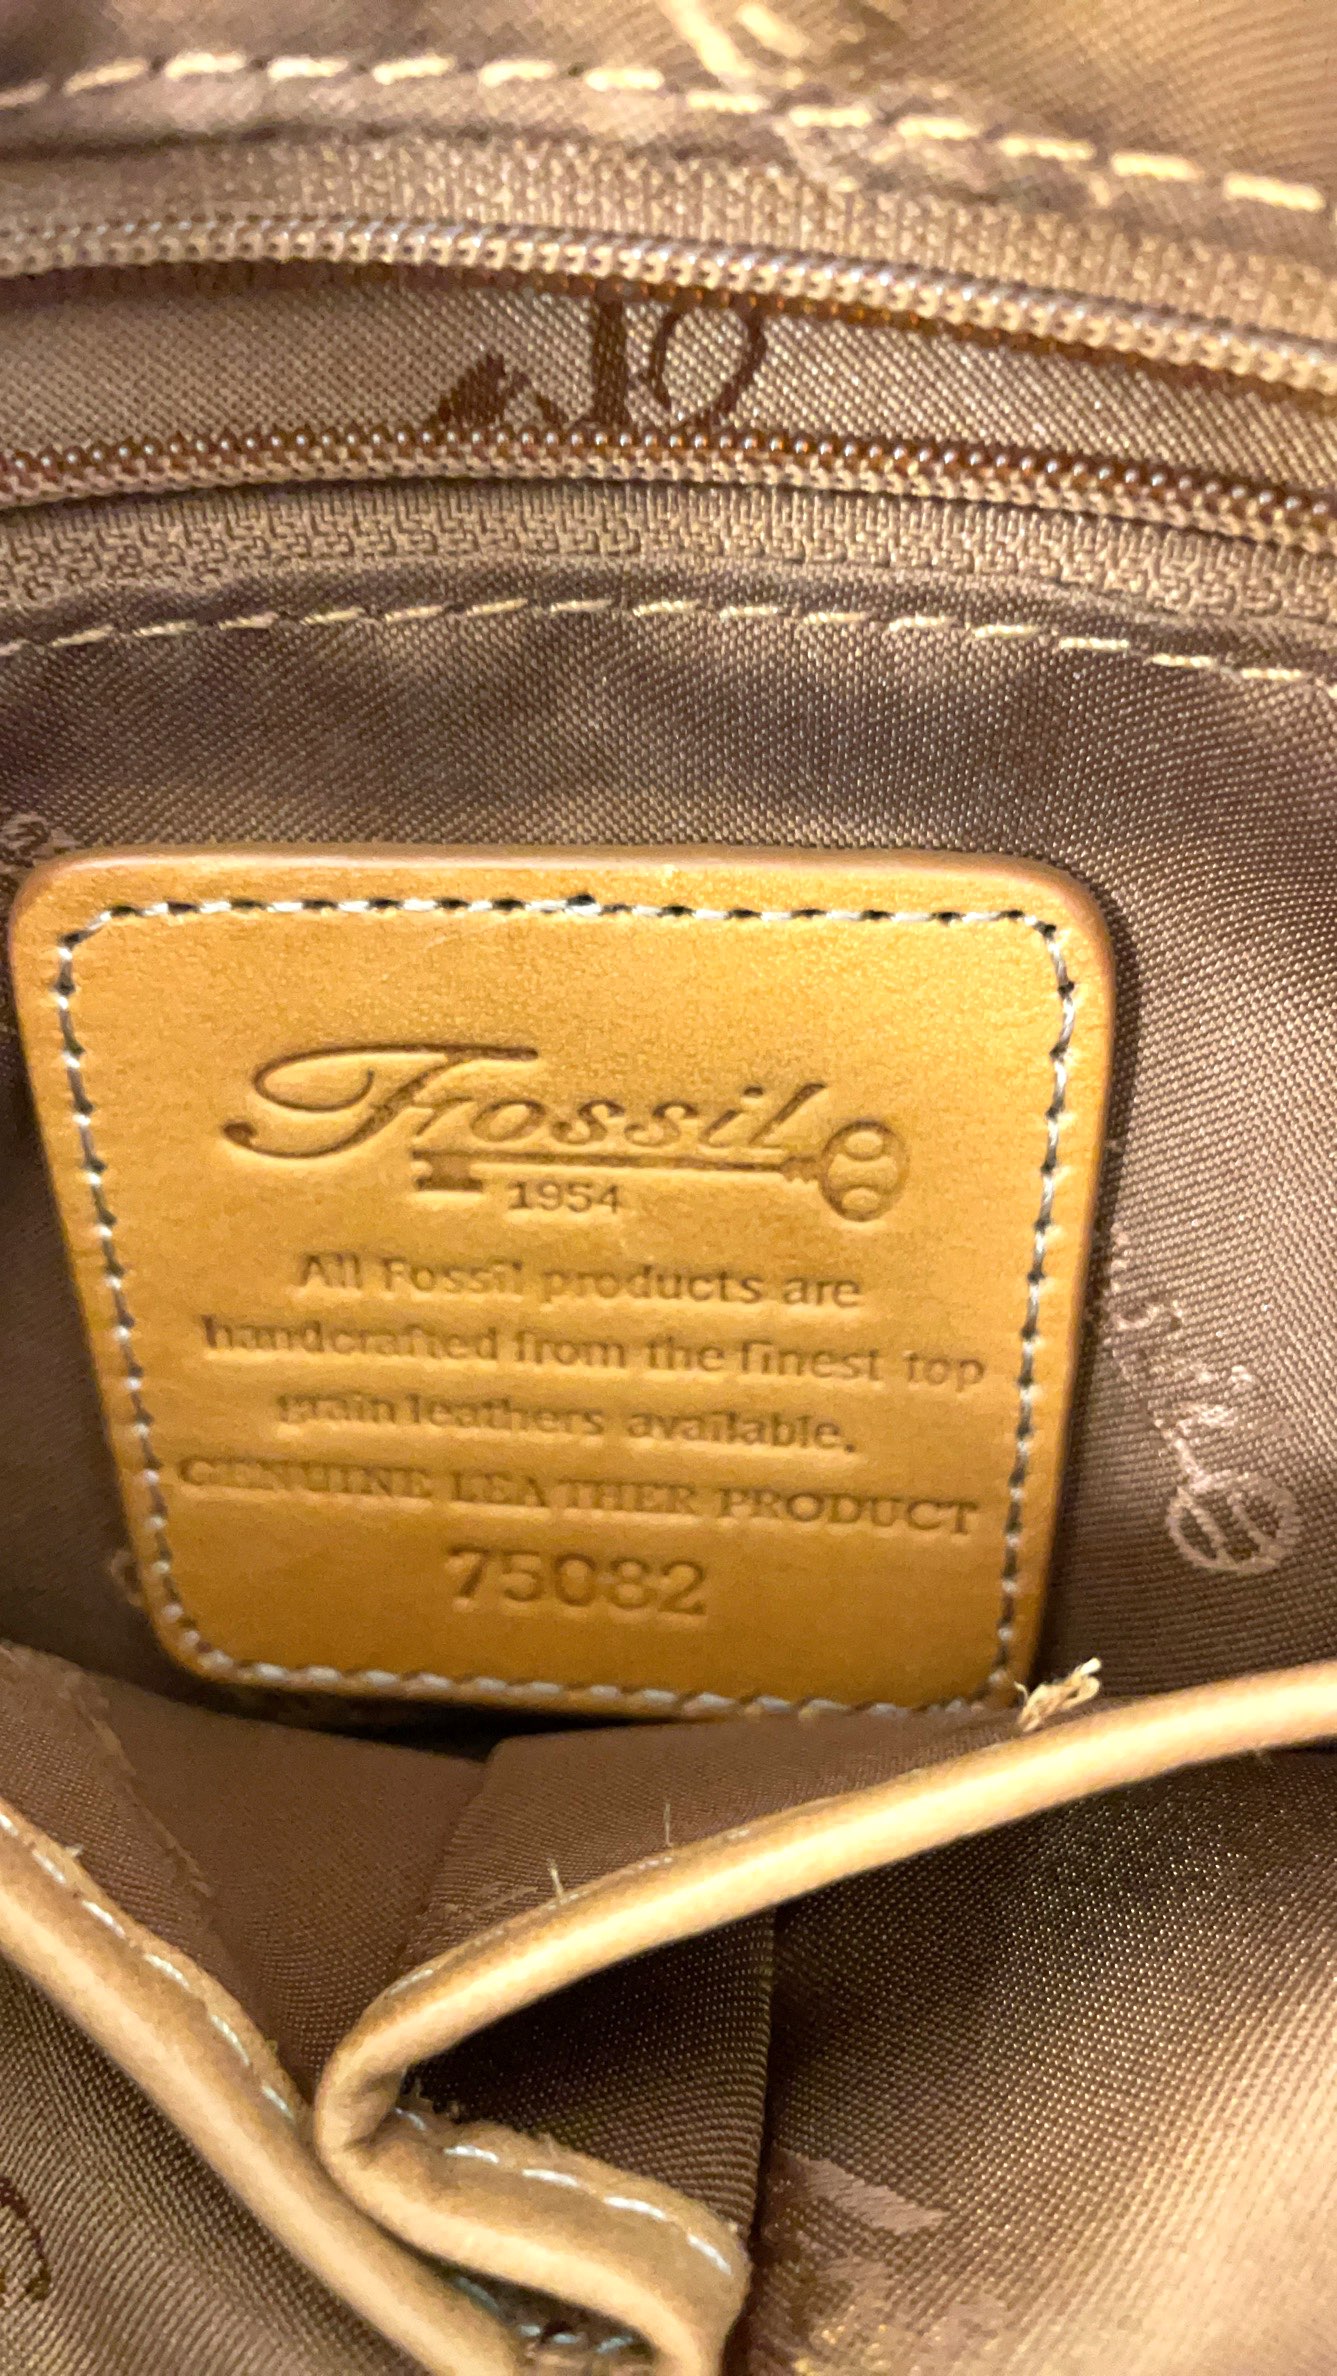 Fossil
1954
All Fossil products are
handcrafted from the finest top
grain leathers available.
GENUINE LEATHER PRODUCT
75082